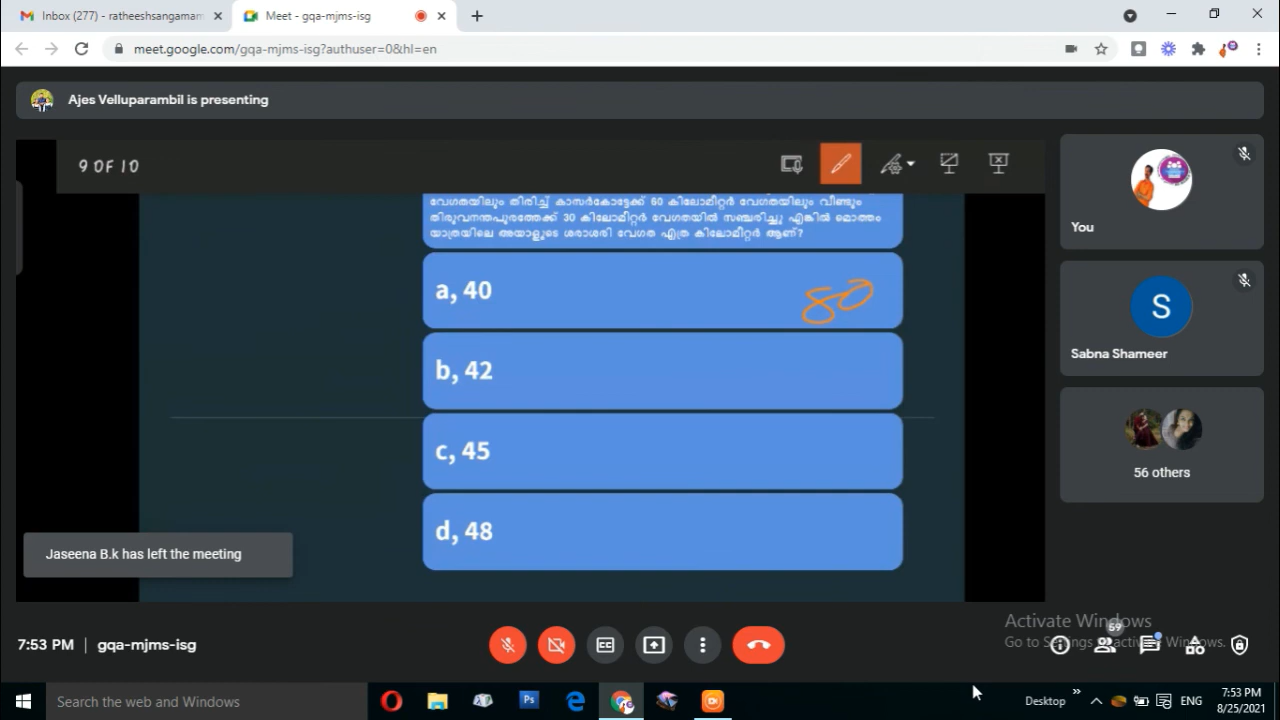 Inbox (277) - ratheeshsangamam
Meet - gqa-mjms-isg
meet.google.com/gqa-mjms-isg?authuser=0&hl=en
Ajes Velluparambil is presenting
9 OF 10
വേഗതയിലും തിരിച്ച് കാസർകോട്ടേക്ക് 60 കിലോമീറ്റർ വേഗതയിലും വീണ്ടും
തിരുവനന്തപുരത്തേക്ക് 30 കിലോമീറ്റർ വേഗതയിൽ സഞ്ചരിച്ചു എങ്കിൽ മൊത്തം
യാത്രയിലെ അയാളുടെ ശരാശരി വേഗത എത്ര കിലോമീറ്റർ ആണ്?
a, 40
80
b, 42
c, 45
d, 48
You
S
Sabna Shameer
56 others
Jaseena B.k has left the meeting
Activate Windows
Go to Settings to activate Windows.
7:53 PM | gqa-mjms-isg
59
Search the web and Windows
Ps
Desktop
ENG
7:53 PM
8/25/2021